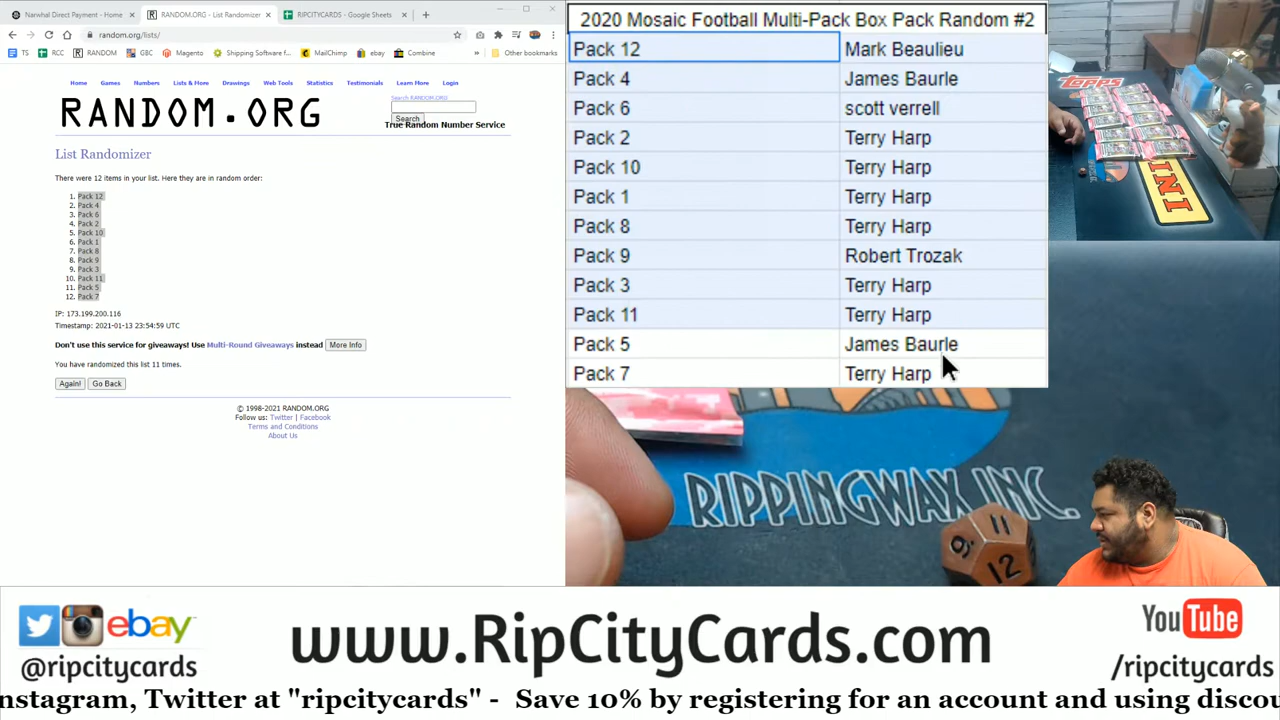 Narwhal Direct Payment - Home
RANDOM.ORG - List Randomizer
RIPCITYCARDS - Google Sheets
random.org/lists/
TS
RCC
RANDOM
GBC
Magento
Shipping Software f...
MailChimp
ebay
Combine
Other bookmarks
Home
Games
Numbers
Lists & More
Drawings
Web Tools
Statistics
Testimonials
Learn More
Login
RANDOM.ORG
Search RANDOM.ORG
Search
True Random Number Service
List Randomizer
There were 12 items in your list. Here they are in random order:
1. Pack 12
2. Pack 4
3. Pack 6
4. Pack 2
5. Pack 10
6. Pack 1
7. Pack 8
8. Pack 9
9. Pack 3
10. Pack 11
11. Pack 5
12. Pack 7
IP: 173.199.200.116
Timestamp: 2021-01-13 23:54:59 UTC
Don't use this service for giveaways! Use Multi-Round Giveaways instead More Info
You have randomized this list 11 times.
Again! Go Back
© 1998-2021 RANDOM.ORG
Follow us: Twitter | Facebook
Terms and Conditions
About Us
2020 Mosaic Football Multi-Pack Box Pack Random #2
Pack 12 Mark Beaulieu
Pack 4 James Baurle
Pack 6 scott verrell
Pack 2 Terry Harp
Pack 10 Terry Harp
Pack 1 Terry Harp
Pack 8 Terry Harp
Pack 9 Robert Trozak
Pack 3 Terry Harp
Pack 11 Terry Harp
Pack 5 James Baurle
Pack 7 Terry Harp
TOPPS
INI
RIPPINGWAX INC.
11
9.
12
ebay
@ripcitycards
www.RipCityCards.com
YouTube
/ripcitycards
nstagram, Twitter at "ripcitycards" - Save 10% by registering for an account and using discou